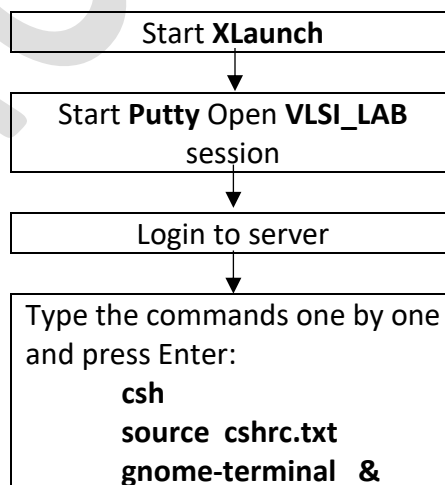 Start XLaunch
Start Putty Open VLSI_LAB
session
Login to server
Type the commands one by one
and press Enter:
csh
source cshrc.txt
gnome-terminal &